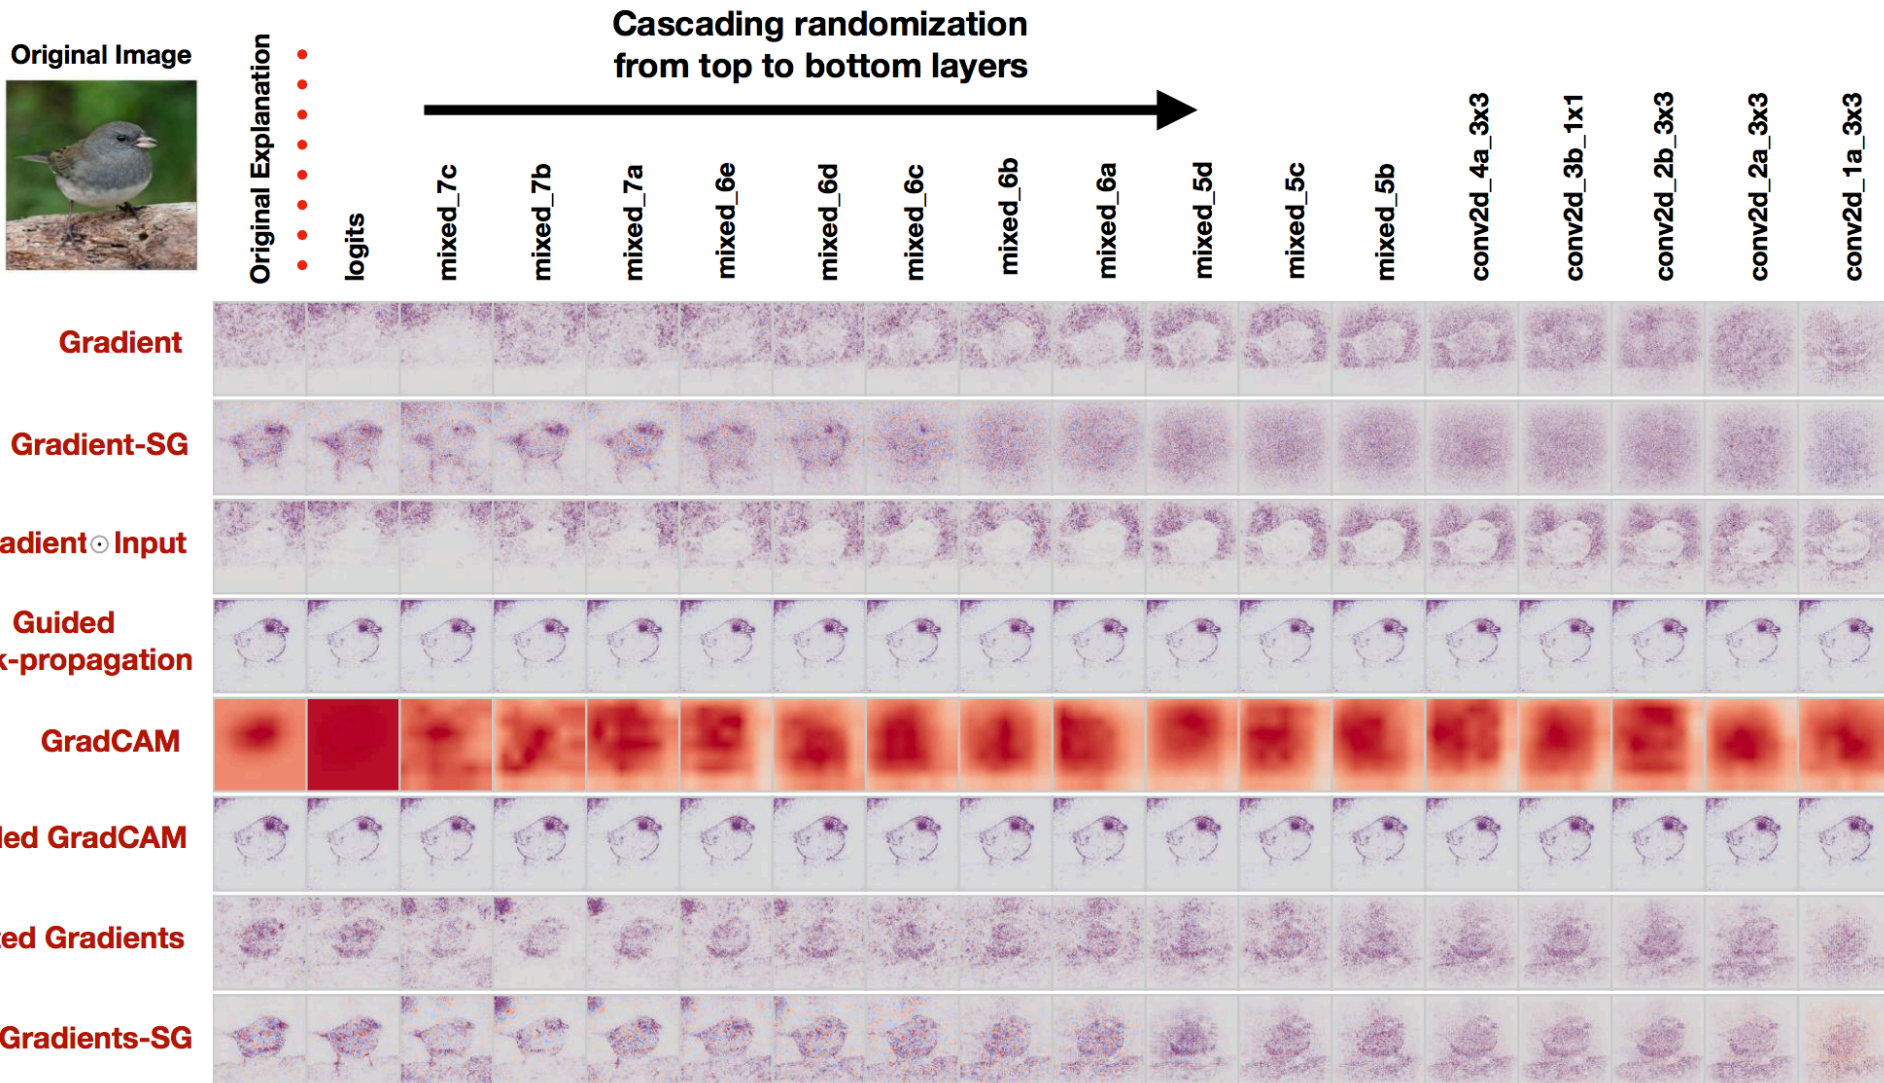 Cascading randomization
from top to bottom layers
Original Image
Original Explanation
logits
mixed_7c
mixed_7b
mixed_7a
mixed_6e
mixed_6d
mixed_6c
mixed_6b
mixed_6a
mixed_5d
mixed_5c
mixed_5b
conv2d_4a_3x3
conv2d_3b_1x1
conv2d_2b_3x3
conv2d_2a_3x3
conv2d_1a_3x3
Gradient
Gradient-SG
adient⊙Input
Guided
k-propagation
GradCAM
led GradCAM
ted Gradients
Gradients-SG